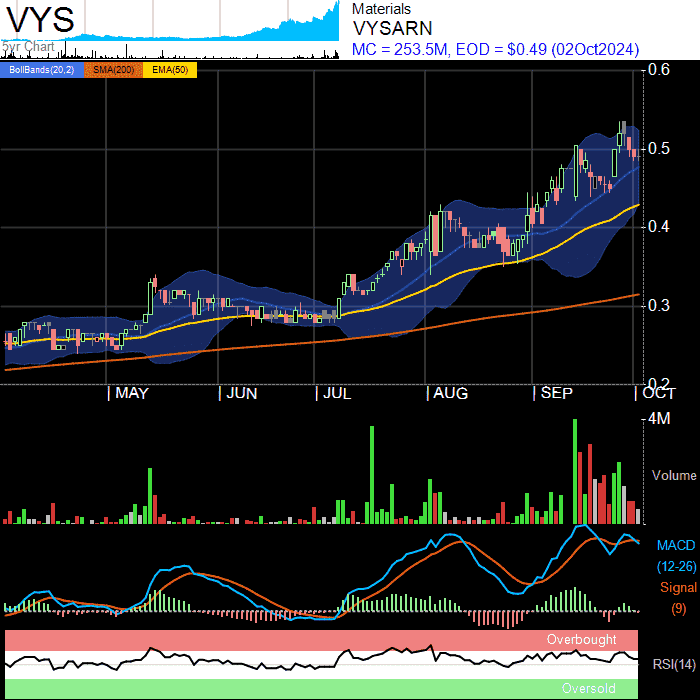 VYS
5yr Chart
Materials
VYSARN
MC = 253.5M, EOD = $0.49 (02Oct2024)
BollBands(20,2) SMA(200) EMA(50)
0.6
0.5
0.4
0.3
0.2
MAY JUN JUL AUG SEP OCT
4M
Volume
MACD
(12-26)
Signal
(9)
Overbought
RSI(14)
Oversold